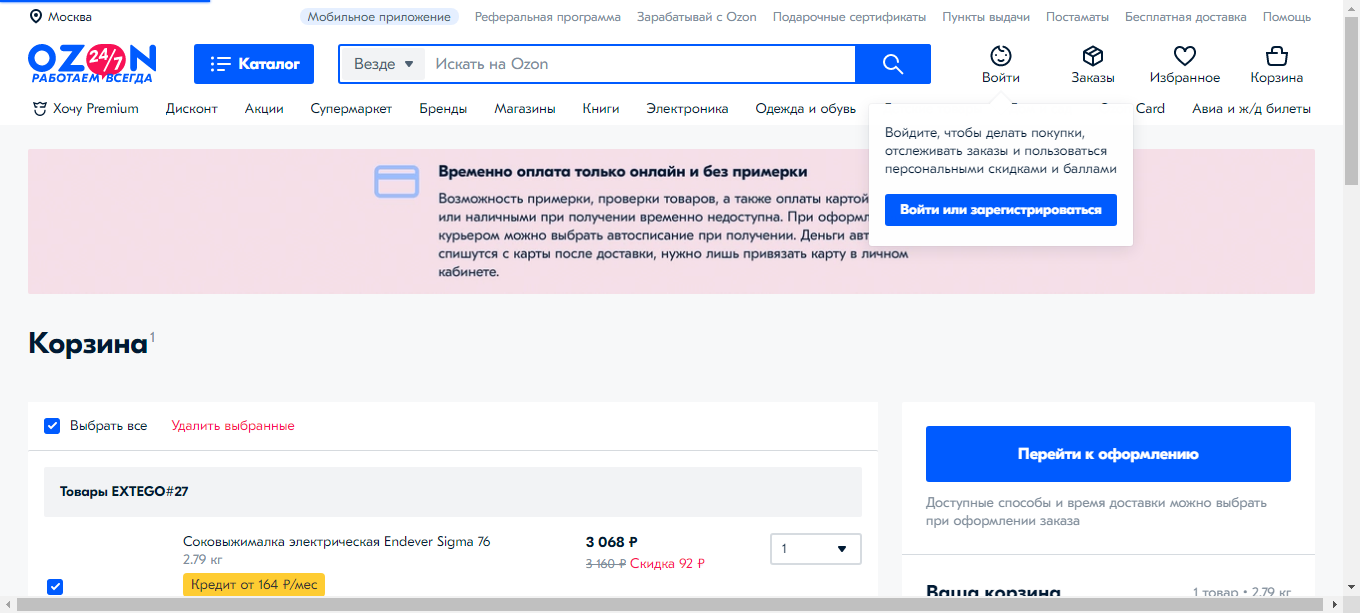 Москва
Мобильное приложение Реферальная программа Зарабатывай с Ozon Подарочные сертификаты Пункты выдачи Постаматы Бесплатная доставка Помощь
OZON 24/7
РАБОТАЕМ ВСЕГДА
Каталог
Везде Искать на Ozon
Войти Заказы Избранное Корзина
Хочу Premium Дисконт Акции Супермаркет Бренды Магазины Книги Электроника Одежда и обувь Card Авиа и ж/д билеты
Войдите, чтобы делать покупки,
отслеживать заказы и пользоваться
персональными скидками и баллами
Войти или зарегистрироваться
Временно оплата только онлайн и без примерки
Возможность примерки, проверки товаров, а также оплаты картой
или наличными при получении временно недоступна. При оформл
курьером можно выбрать автосписание при получении. Деньги авт
спишутся с карты после доставки, нужно лишь привязать карту в личном
кабинете.
Корзина 1
Выбрать все Удалить выбранные
Товары EXTEGO#27
Соковыжималка электрическая Endever Sigma 76
2.79 кг
Кредит от 164 ₽/мес
3 068 ₽
3 160 ₽ Скидка 92 ₽
1
Перейти к оформлению
Доступные способы и время доставки можно выбрать
при оформлении заказа
Ваша корзина 1 товар • 2.79 кг